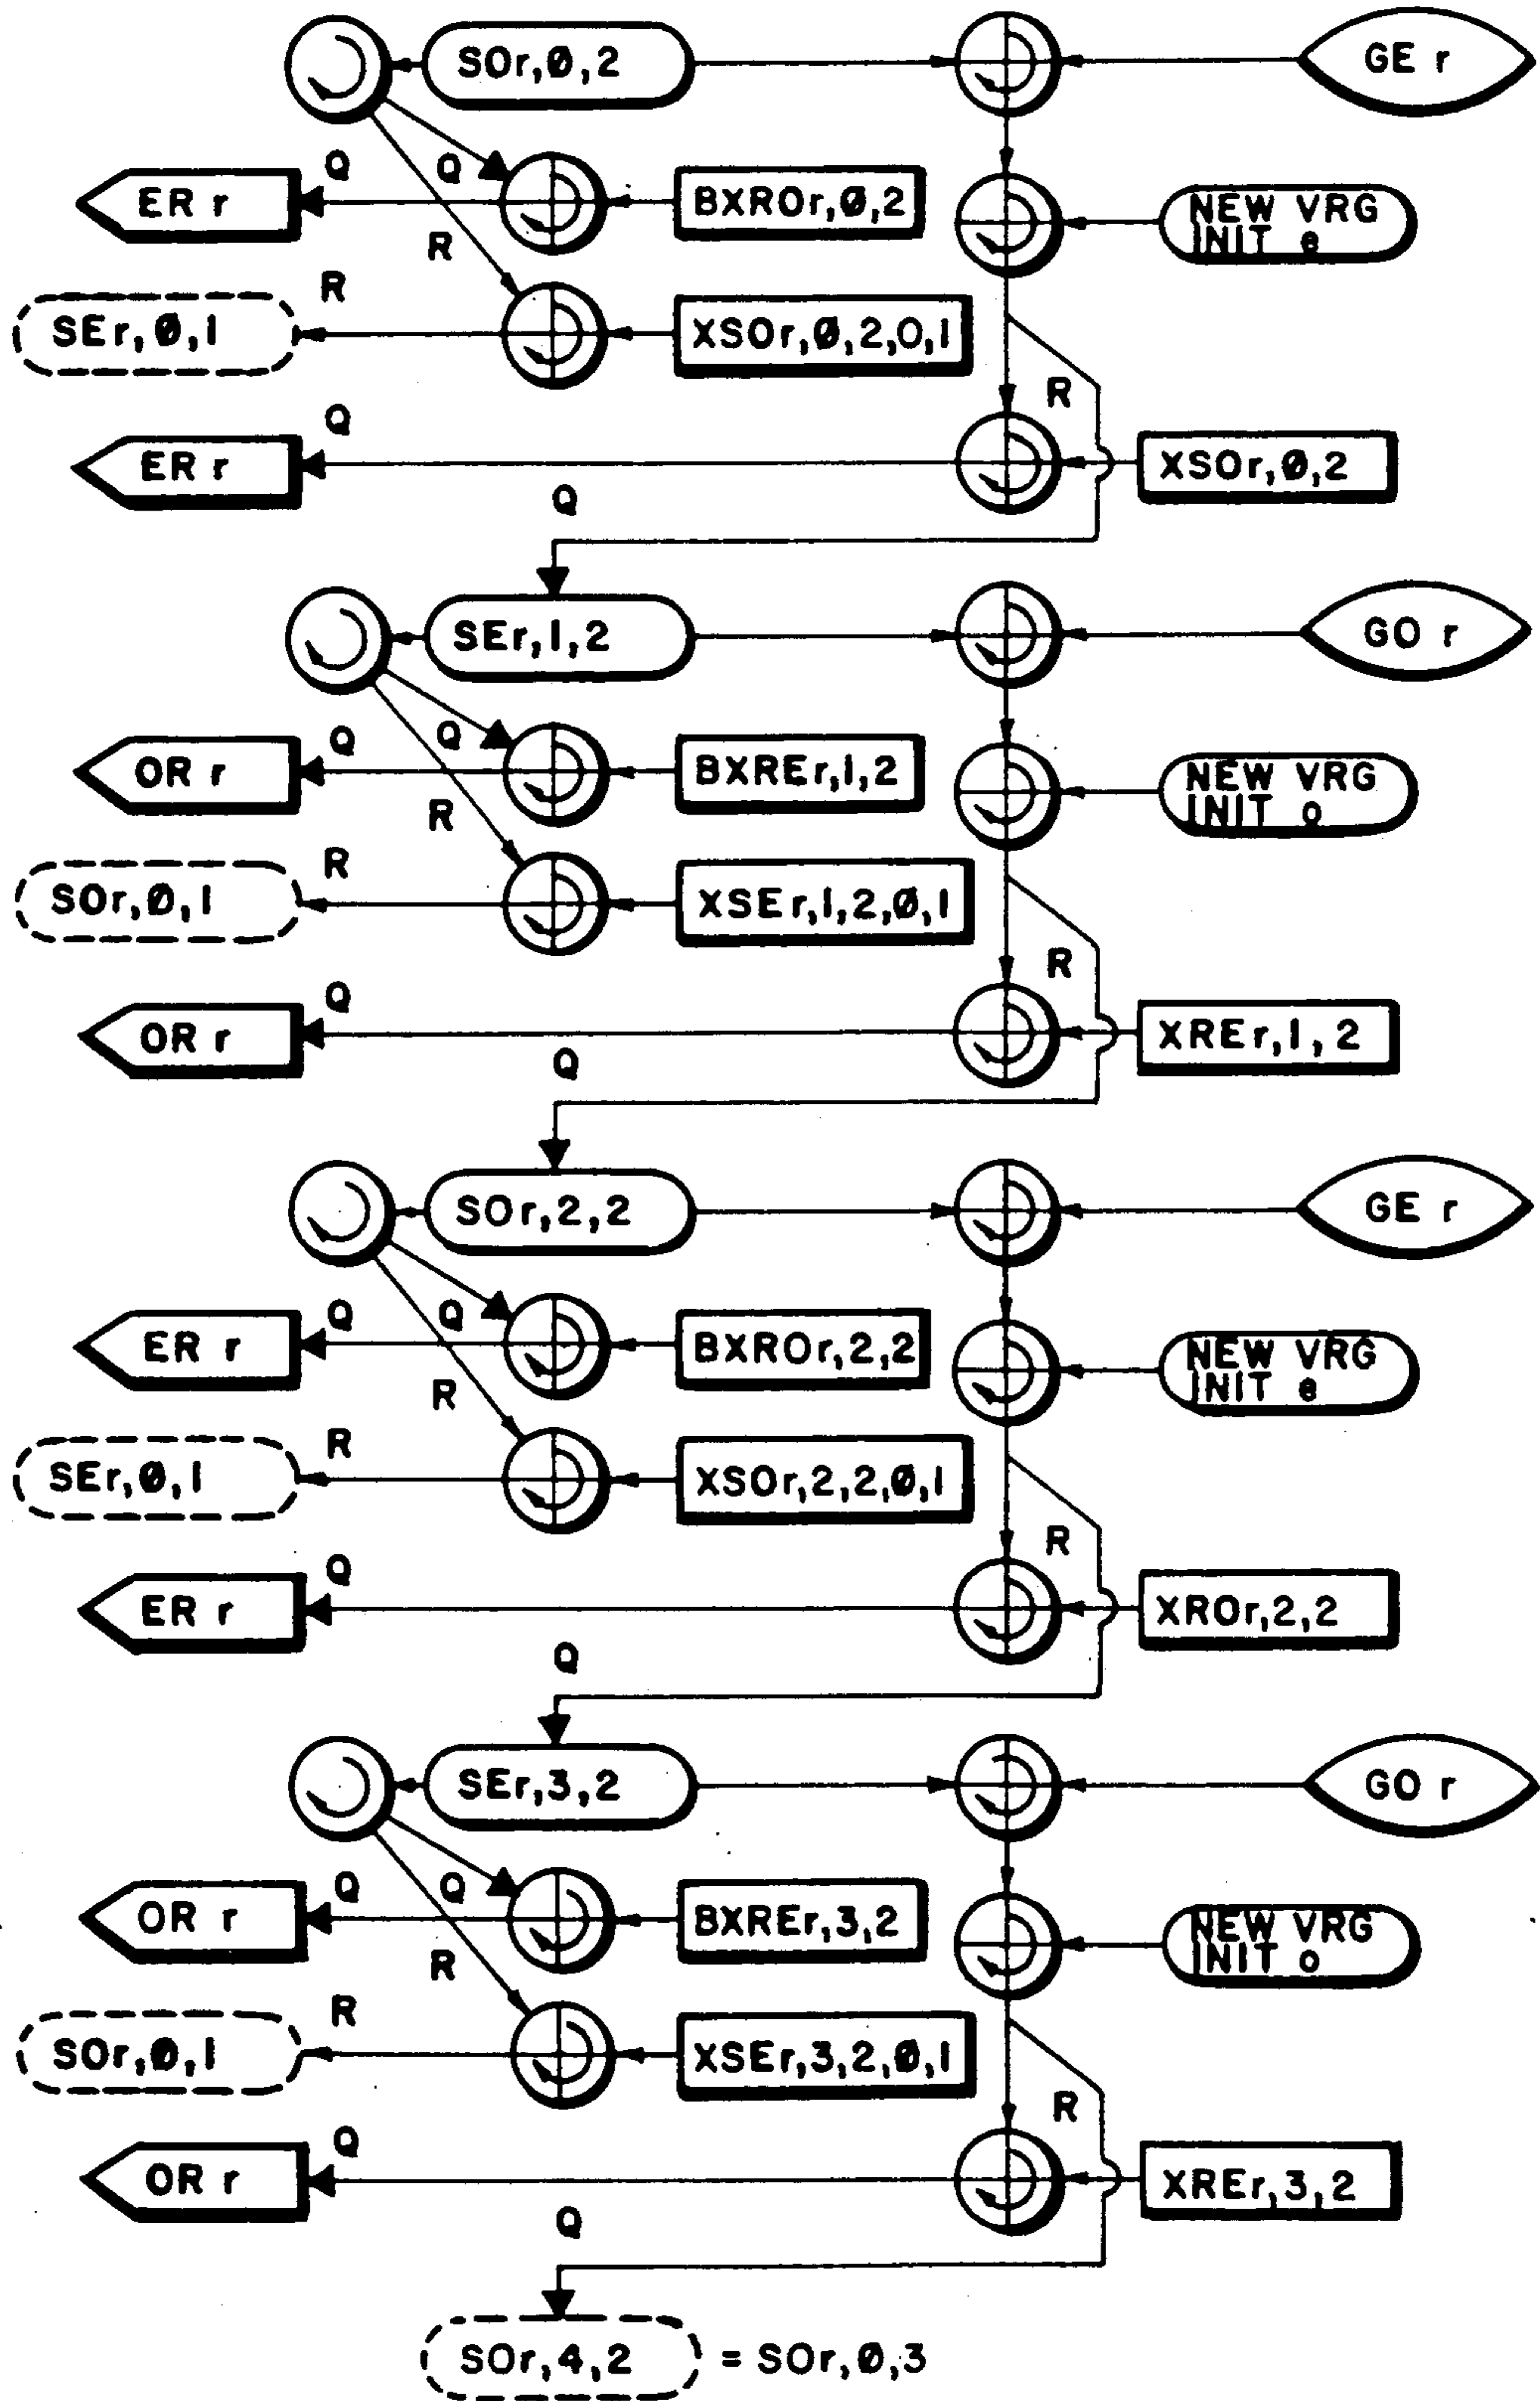 SOr,Ø,2
GE r
Q
Q
ER r
BXROr,Ø,2
NEW VRG
INIT e
R
R
SEr,Ø,1
XSOr,Ø,2,0,1
R
Q
ER r
XSOr,Ø,2
Q
SEr,1,2
GO r
Q
Q
OR r
BXREr,1,2
NEW VRG
INIT o
R
R
SOr,Ø,1
XSEr,1,2,Ø,1
R
Q
OR r
XREr,1,2
Q
SOr,2,2
GE r
Q
Q
ER r
BXROr,2,2
NEW VRG
INIT e
R
R
SEr,Ø,1
XSOr,2,2,Ø,1
R
Q
ER r
XROr,2,2
Q
SEr,3,2
GO r
Q
Q
OR r
BXREr,3,2
NEW VRG
INIT o
R
R
SOr,Ø,1
XSEr,3,2,Ø,1
R
Q
OR r
XREr,3,2
Q
SOr,4,2 = SOr,Ø,3